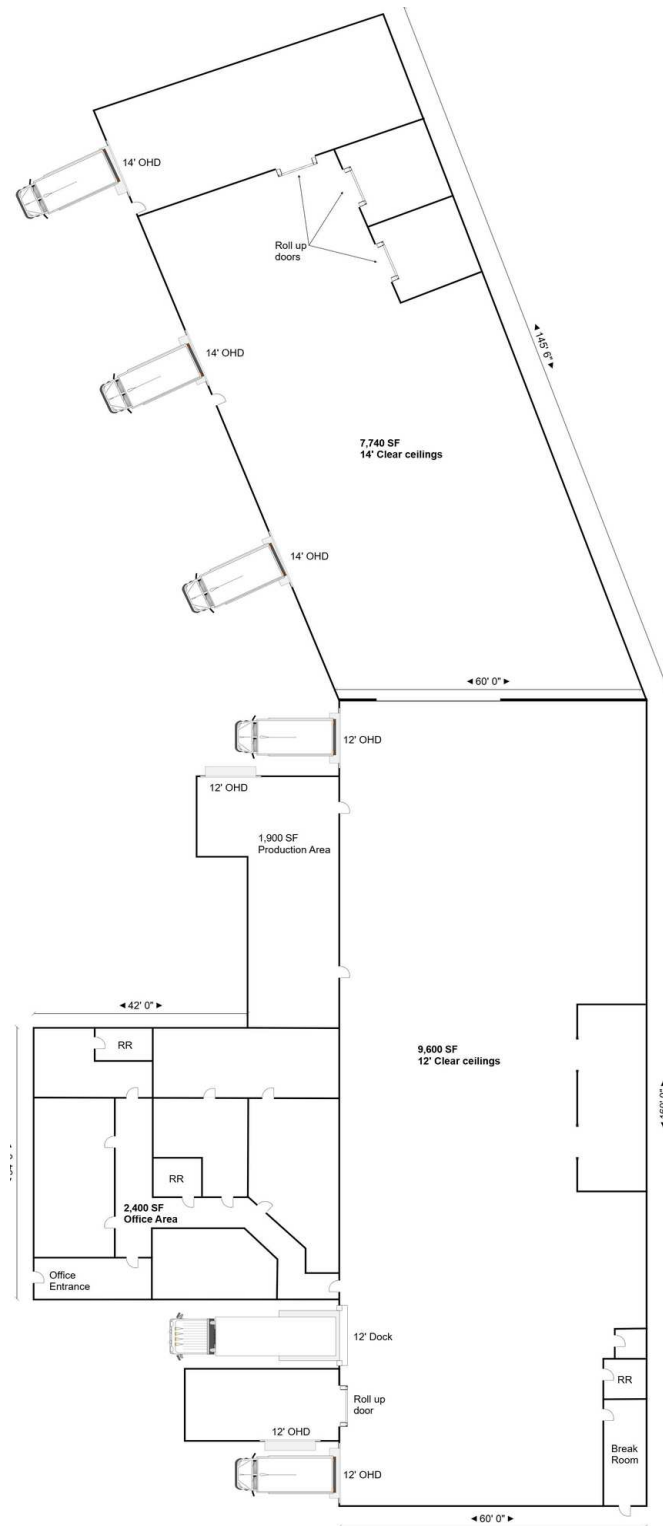 14' OHD
Roll up
doors
14' OHD
◄ 145' 6" ►
7,740 SF
14' Clear ceilings
14' OHD
◄ 60' 0" ►
12' OHD
12' OHD
1,900 SF
Production Area
◄ 42' 0" ►
RR
9,600 SF
12' Clear ceilings
RR
2,400 SF
Office Area
Office
Entrance
12' Dock
RR
Roll up
door
12' OHD
Break
Room
12' OHD
◄ 60' 0" ►